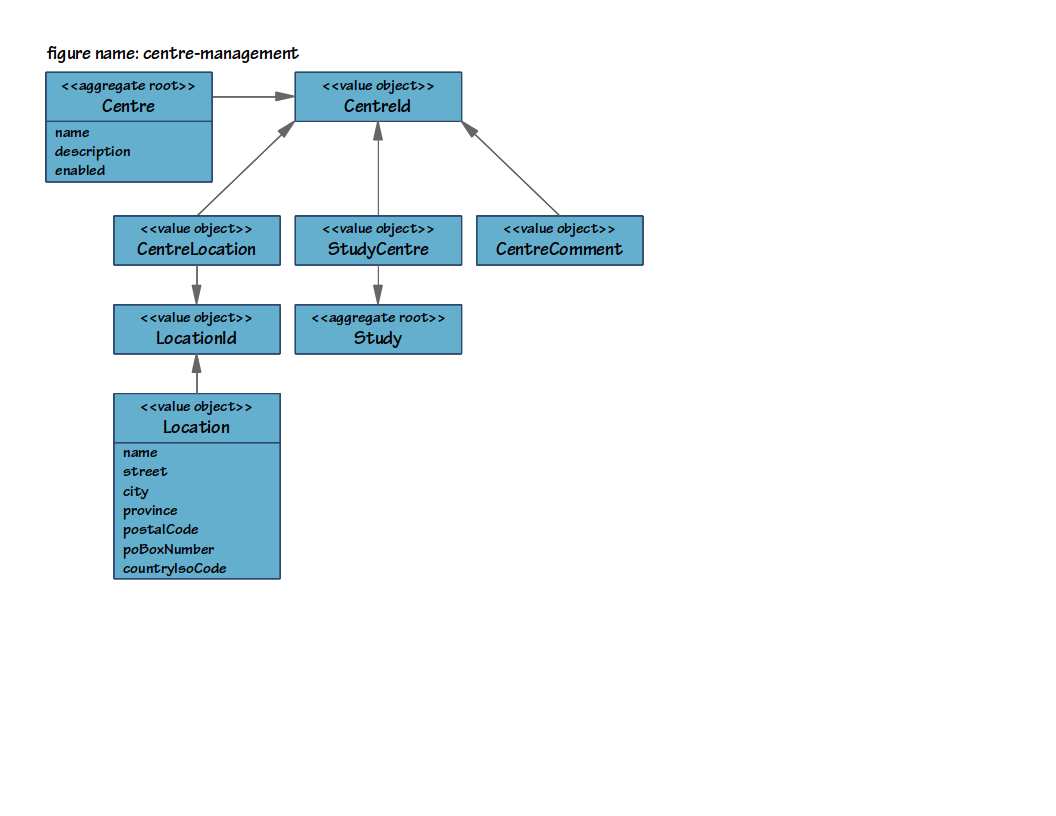 figure name: centre-management
<<aggregate root>>
Centre
name
description
enabled
<<value object>>
CentreId
<<value object>>
CentreLocation
<<value object>>
StudyCentre
<<value object>>
CentreComment
<<value object>>
LocationId
<<aggregate root>>
Study
<<value object>>
Location
name
street
city
province
postalCode
poBoxNumber
countryIsoCode